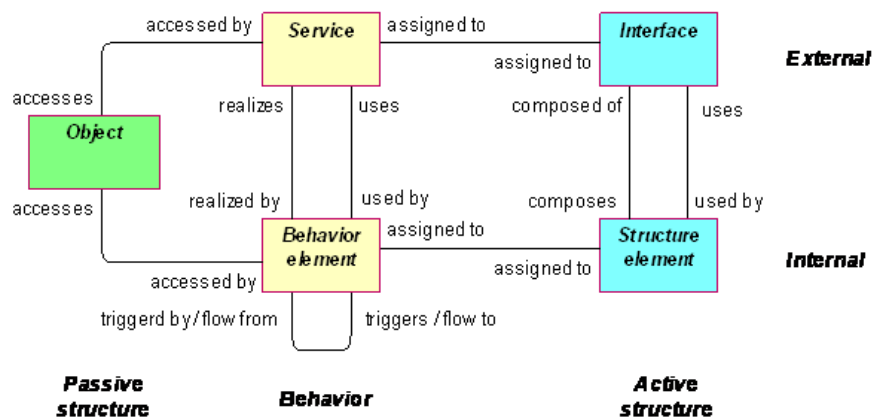 accessed by
Service
assigned to
Interface
External
assigned to
accesses
realizes
uses
composed of
uses
Object
accesses
realized by
used by
composes
used by
Behavior
element
assigned to
Structure
element
Internal
accessed by
assigned to
triggerd by / flow from
triggers / flow to
Passive
structure
Behavior
Active
structure